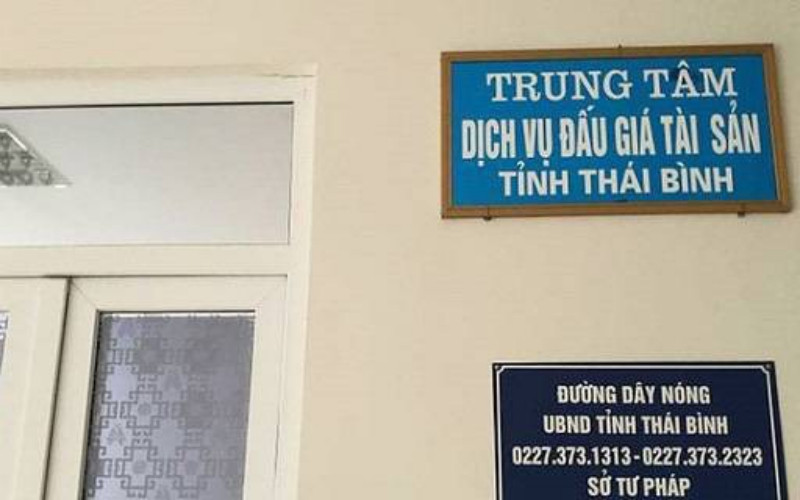 TRUNG TÂM
DỊCH VỤ ĐẤU GIÁ TÀI SẢN
TỈNH THÁI BÌNH
ĐƯỜNG DÂY NÓNG
UBND TỈNH THÁI BÌNH
0227.373.1313-0227.373.2323
SỞ TƯ PHÁP